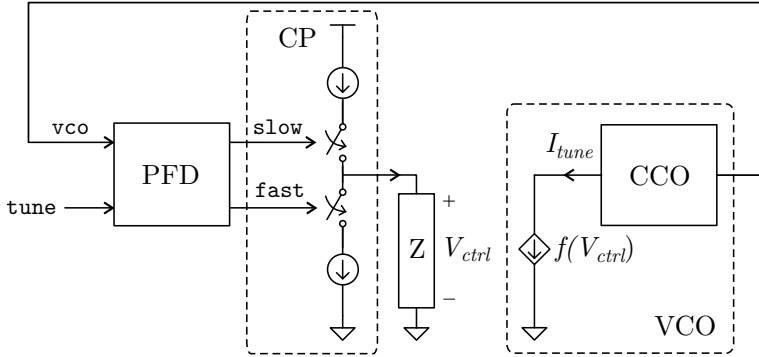 CP
vco
slow
PFD
tune
fast
Z
+
V_ctrl
−
I_tune
CCO
f(V_ctrl)
VCO